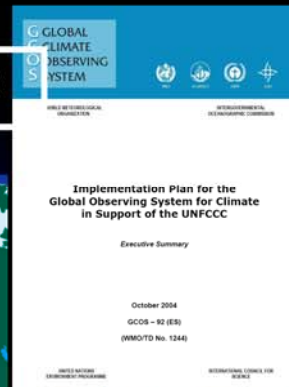 GLOBAL
CLIMATE
OBSERVING
SYSTEM
WORLD METEOROLOGICAL
ORGANIZATION
INTERGOVERNMENTAL
OCEANOGRAPHIC COMMISSION
Implementation Plan for the
Global Observing System for Climate
in Support of the UNFCCC
Executive Summary
October 2004
GCOS – 92 (ES)
(WMO/TD No. 1244)
UNITED NATIONS
ENVIRONMENT PROGRAMME
INTERNATIONAL COUNCIL FOR
SCIENCE